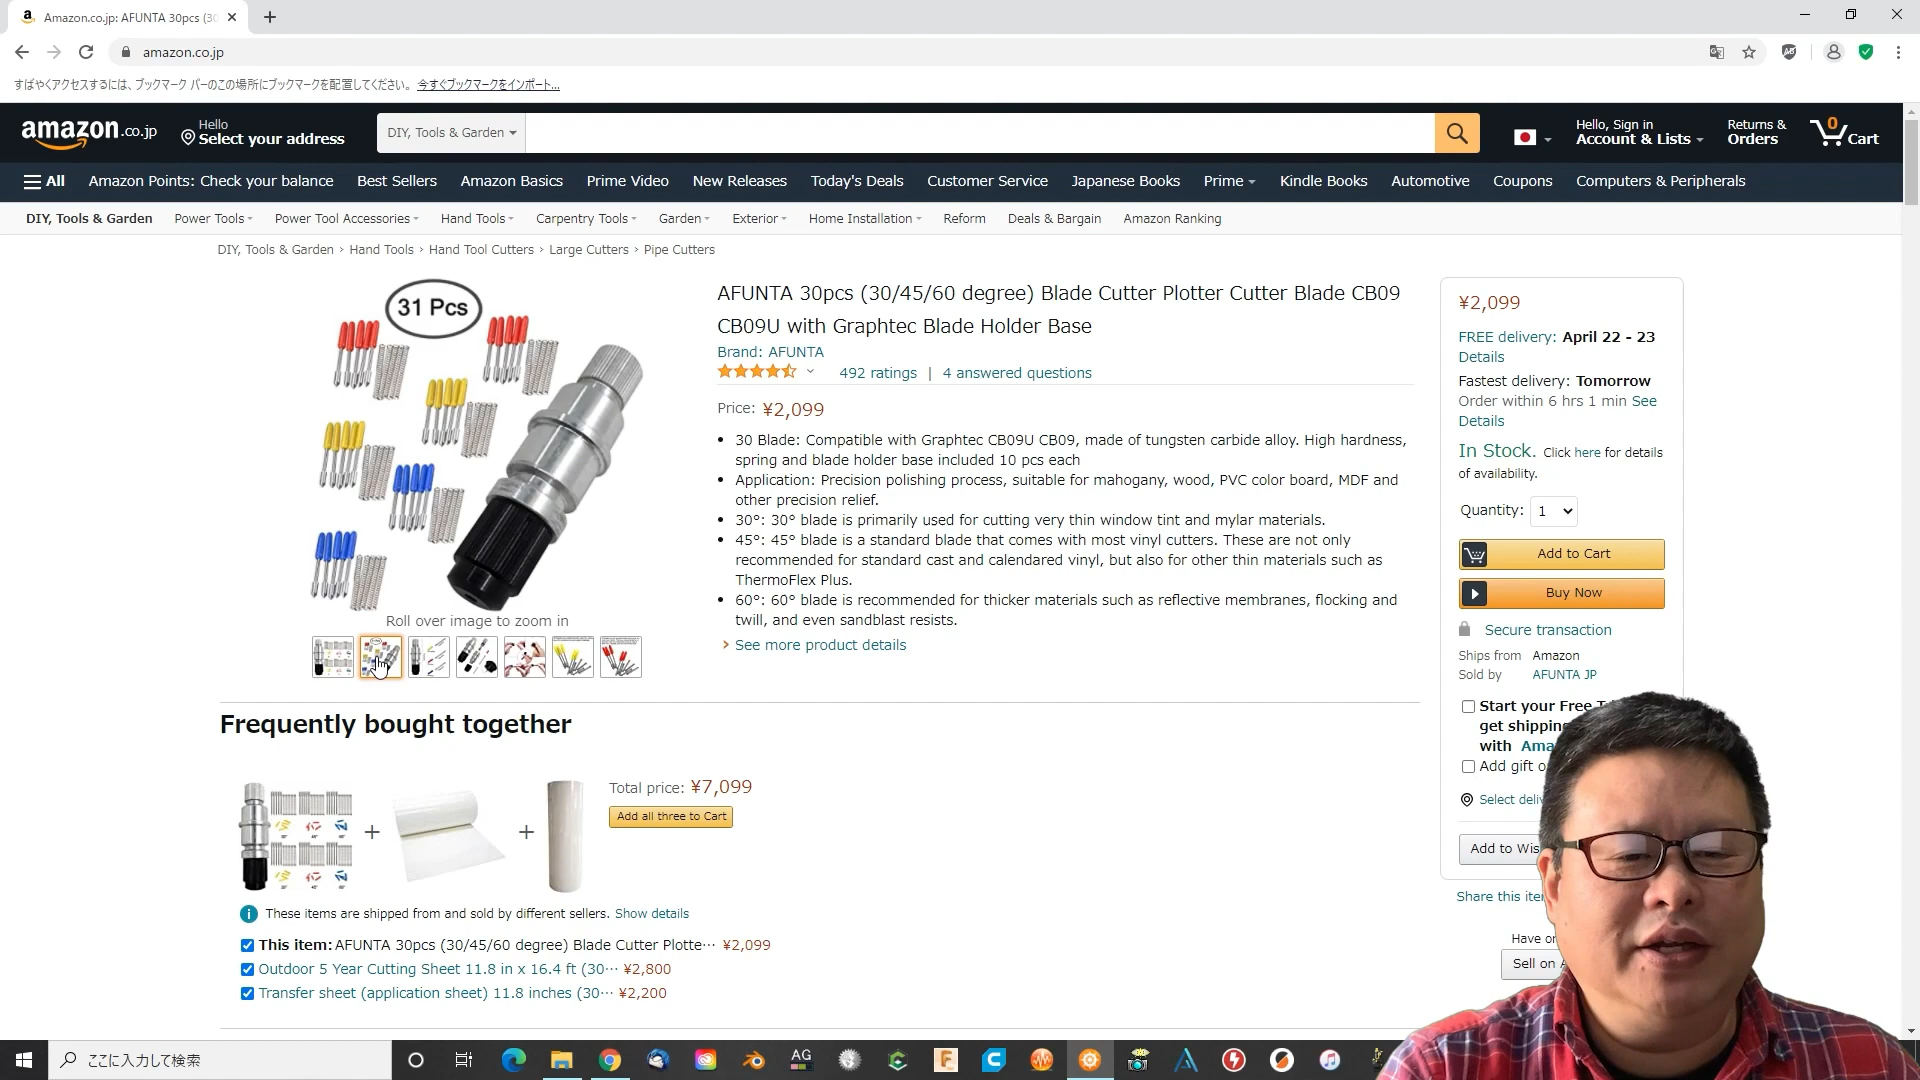 Amazon.co.jp: AFUNTA 30pcs (30
amazon.co.jp
すばやくアクセスするには、ブックマーク バーのこの場所にブックマークを配置してください。 今すぐブックマークをインポート...
amazon.co.jp
Hello
Select your address
DIY, Tools & Garden
Hello, Sign in
Account & Lists
Returns &
Orders
0
Cart
All
Amazon Points: Check your balance
Best Sellers
Amazon Basics
Prime Video
New Releases
Today's Deals
Customer Service
Japanese Books
Prime
Kindle Books
Automotive
Coupons
Computers & Peripherals
DIY, Tools & Garden
Power Tools
Power Tool Accessories
Hand Tools
Carpentry Tools
Garden
Exterior
Home Installation
Reform
Deals & Bargain
Amazon Ranking
DIY, Tools & Garden › Hand Tools › Hand Tool Cutters › Large Cutters › Pipe Cutters
31 Pcs
Roll over image to zoom in
AFUNTA 30pcs (30/45/60 degree) Blade Cutter Plotter Cutter Blade CB09
CB09U with Graphtec Blade Holder Base
Brand: AFUNTA
492 ratings | 4 answered questions
Price: ¥2,099
• 30 Blade: Compatible with Graphtec CB09U CB09, made of tungsten carbide alloy. High hardness,
spring and blade holder base included 10 pcs each
• Application: Precision polishing process, suitable for mahogany, wood, PVC color board, MDF and
other precision relief.
• 30°: 30° blade is primarily used for cutting very thin window tint and mylar materials.
• 45°: 45° blade is a standard blade that comes with most vinyl cutters. These are not only
recommended for standard cast and calendared vinyl, but also for other thin materials such as
ThermoFlex Plus.
• 60°: 60° blade is recommended for thicker materials such as reflective membranes, flocking and
twill, and even sandblast resists.
› See more product details
¥2,099
FREE delivery: April 22 - 23
Details
Fastest delivery: Tomorrow
Order within 6 hrs 1 min See
Details
In Stock. Click here for details
of availability.
Quantity: 1
Add to Cart
Buy Now
Secure transaction
Ships from Amazon
Sold by AFUNTA JP
Start your Free T
get shipping
with Ama
Add gift o
Select deliv
Add to Wis
Share this iter
Have or
Sell on A
Frequently bought together
+
+
Total price: ¥7,099
Add all three to Cart
These items are shipped from and sold by different sellers. Show details
This item: AFUNTA 30pcs (30/45/60 degree) Blade Cutter Plotte… ¥2,099
Outdoor 5 Year Cutting Sheet 11.8 in x 16.4 ft (30… ¥2,800
Transfer sheet (application sheet) 11.8 inches (30… ¥2,200
ここに入力して検索
AG